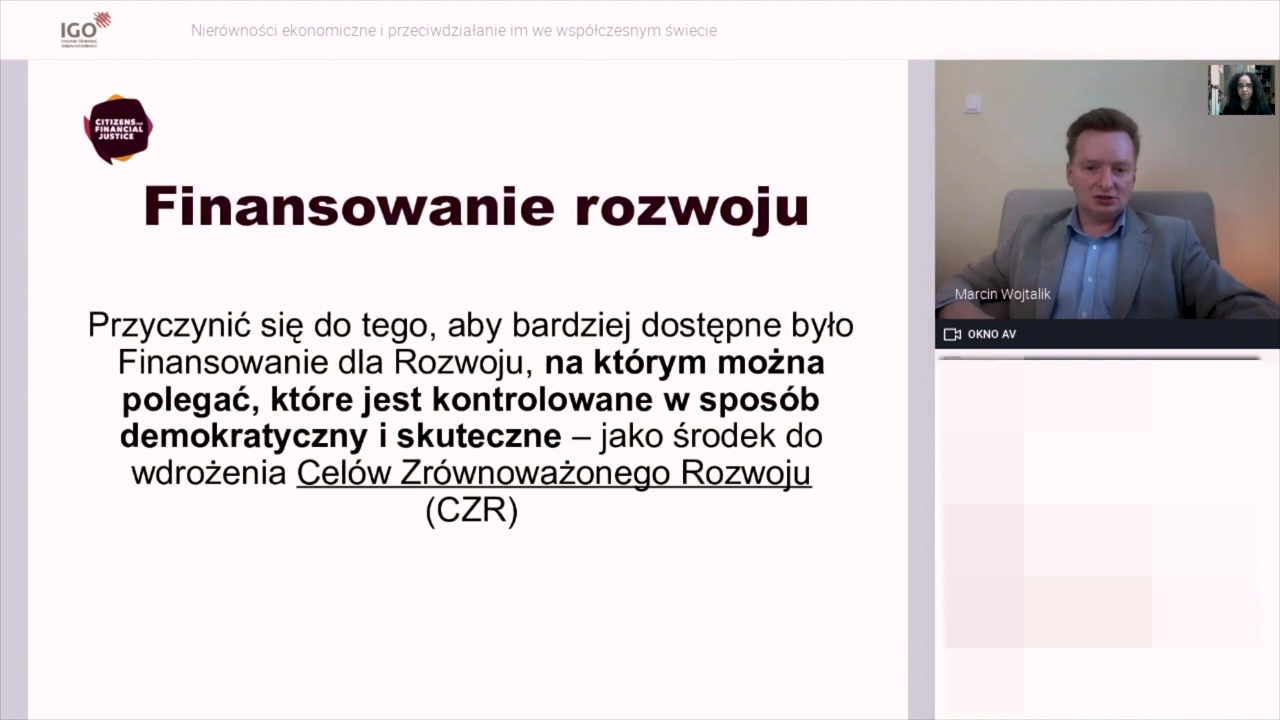 IGO
Nierówności ekonomiczne i przeciwdziałanie im we współczesnym świecie
CITIZENS FOR
FINANCIAL
JUSTICE
Finansowanie rozwoju
Przyczynić się do tego, aby bardziej dostępne było
Finansowanie dla Rozwoju, na którym można
polegać, które jest kontrolowane w sposób
demokratyczny i skuteczne – jako środek do
wdrożenia Celów Zrównoważonego Rozwoju
(CZR)
Marcin Wojtalik
OKNO AV